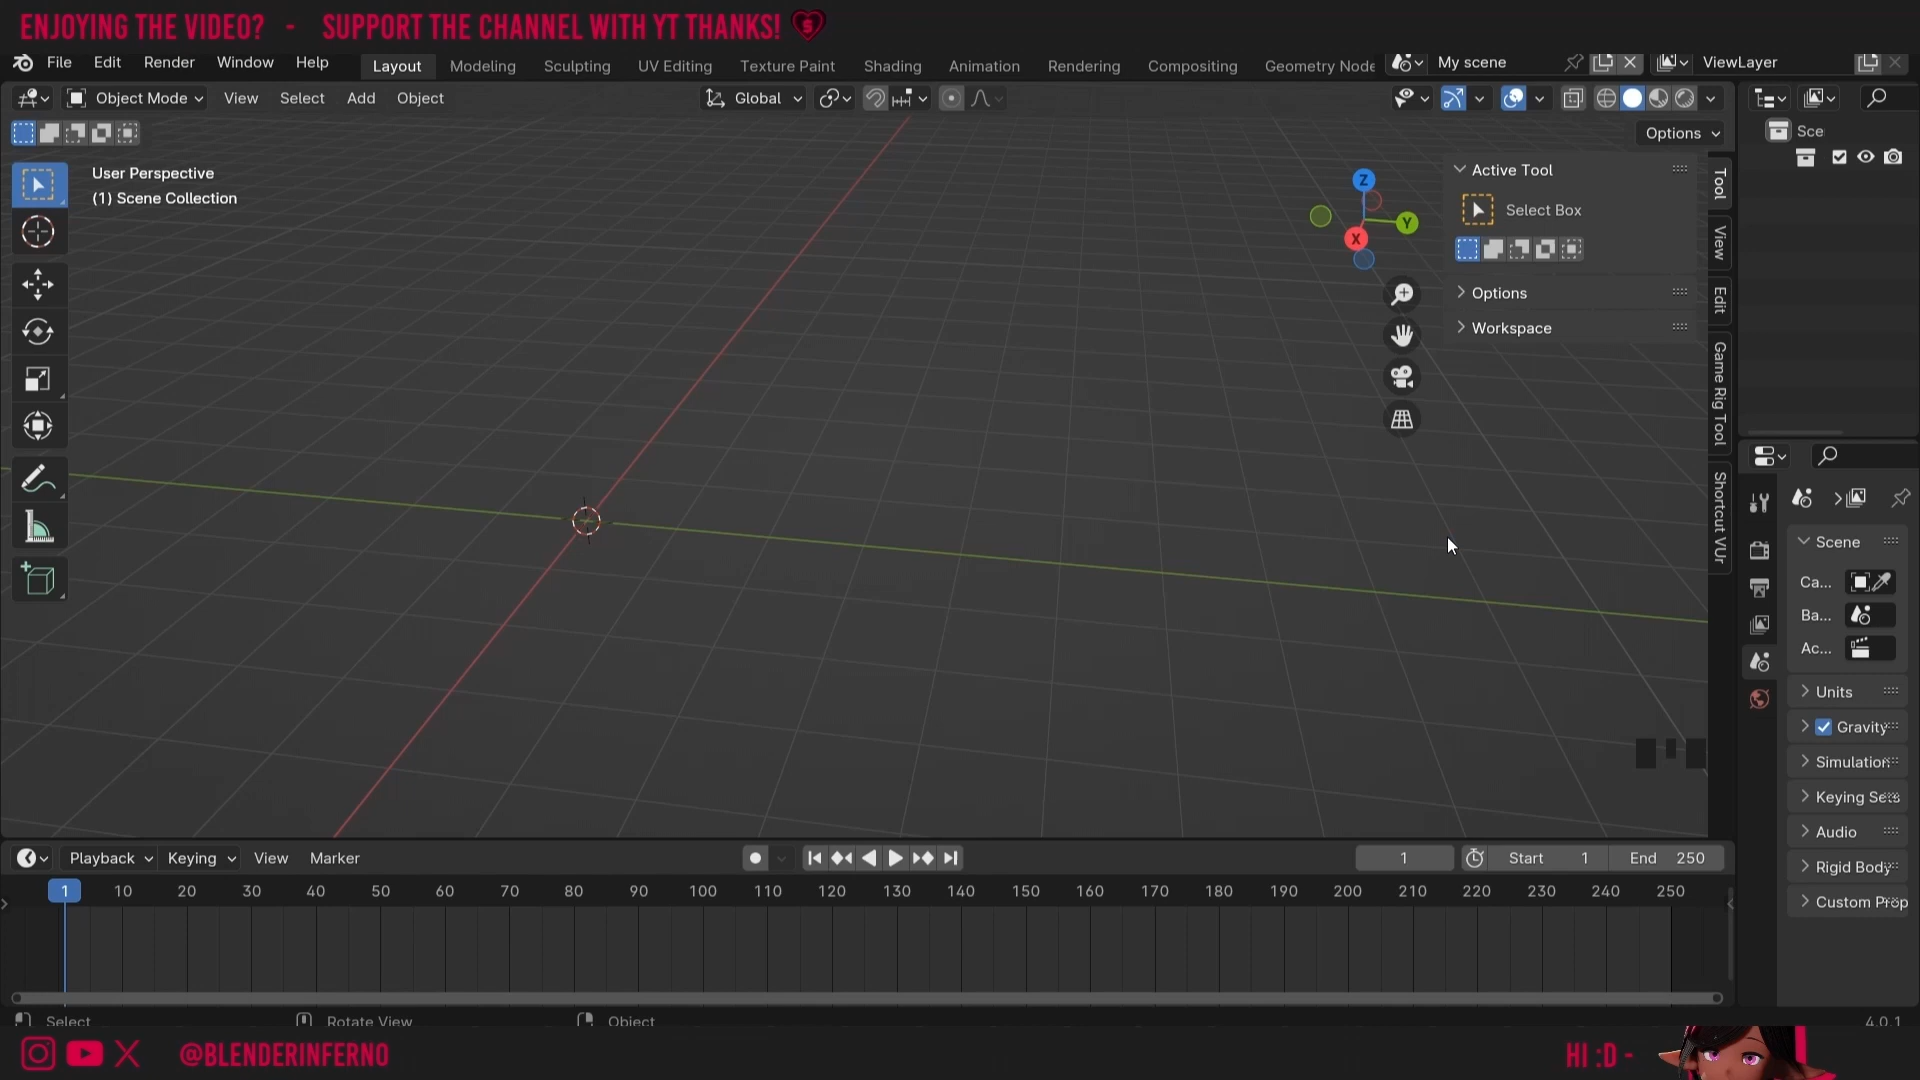 ENJOYING THE VIDEO? - SUPPORT THE CHANNEL WITH YT THANKS!
File Edit Render Window Help Layout Modeling Sculpting UV Editing Texture Paint Shading Animation Rendering Compositing Geometry Node My scene ViewLayer
Object Mode View Select Add Object Global
Options
Sce
User Perspective
(1) Scene Collection
Z
Y
X
Active Tool
Select Box
Options
Workspace
Tool
View
Edit
Game Rig Tool
Shortcut VUr
Scene
Ca...
Ba...
Ac...
Units
Gravity
Simulation
Keying Sets
Audio
Rigid Body
Custom Prop
Playback Keying View Marker 1 Start 1 End 250
1 10 20 30 40 50 60 70 80 90 100 110 120 130 140 150 160 170 180 190 200 210 220 230 240 250
Select Rotate View Object 4.0.1
@BLENDERINFERNO
HI :D -